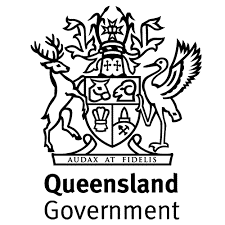 AUDAX AT FIDELIS
Queensland
Government